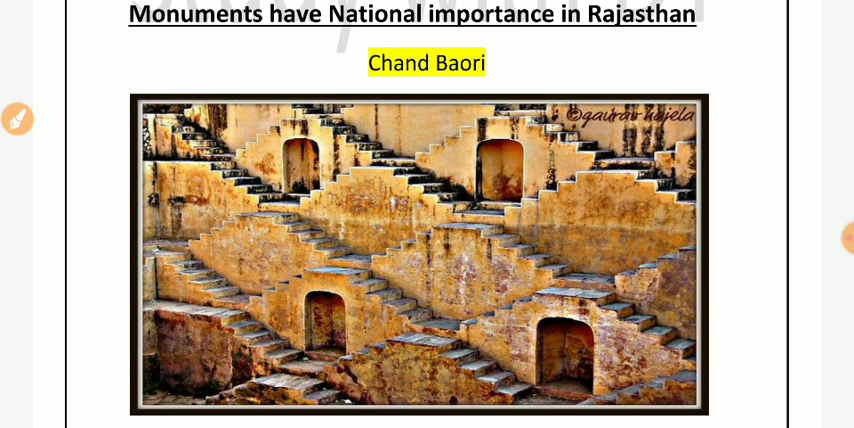 Monuments have National importance in Rajasthan
Chand Baori
©gaurav hajela